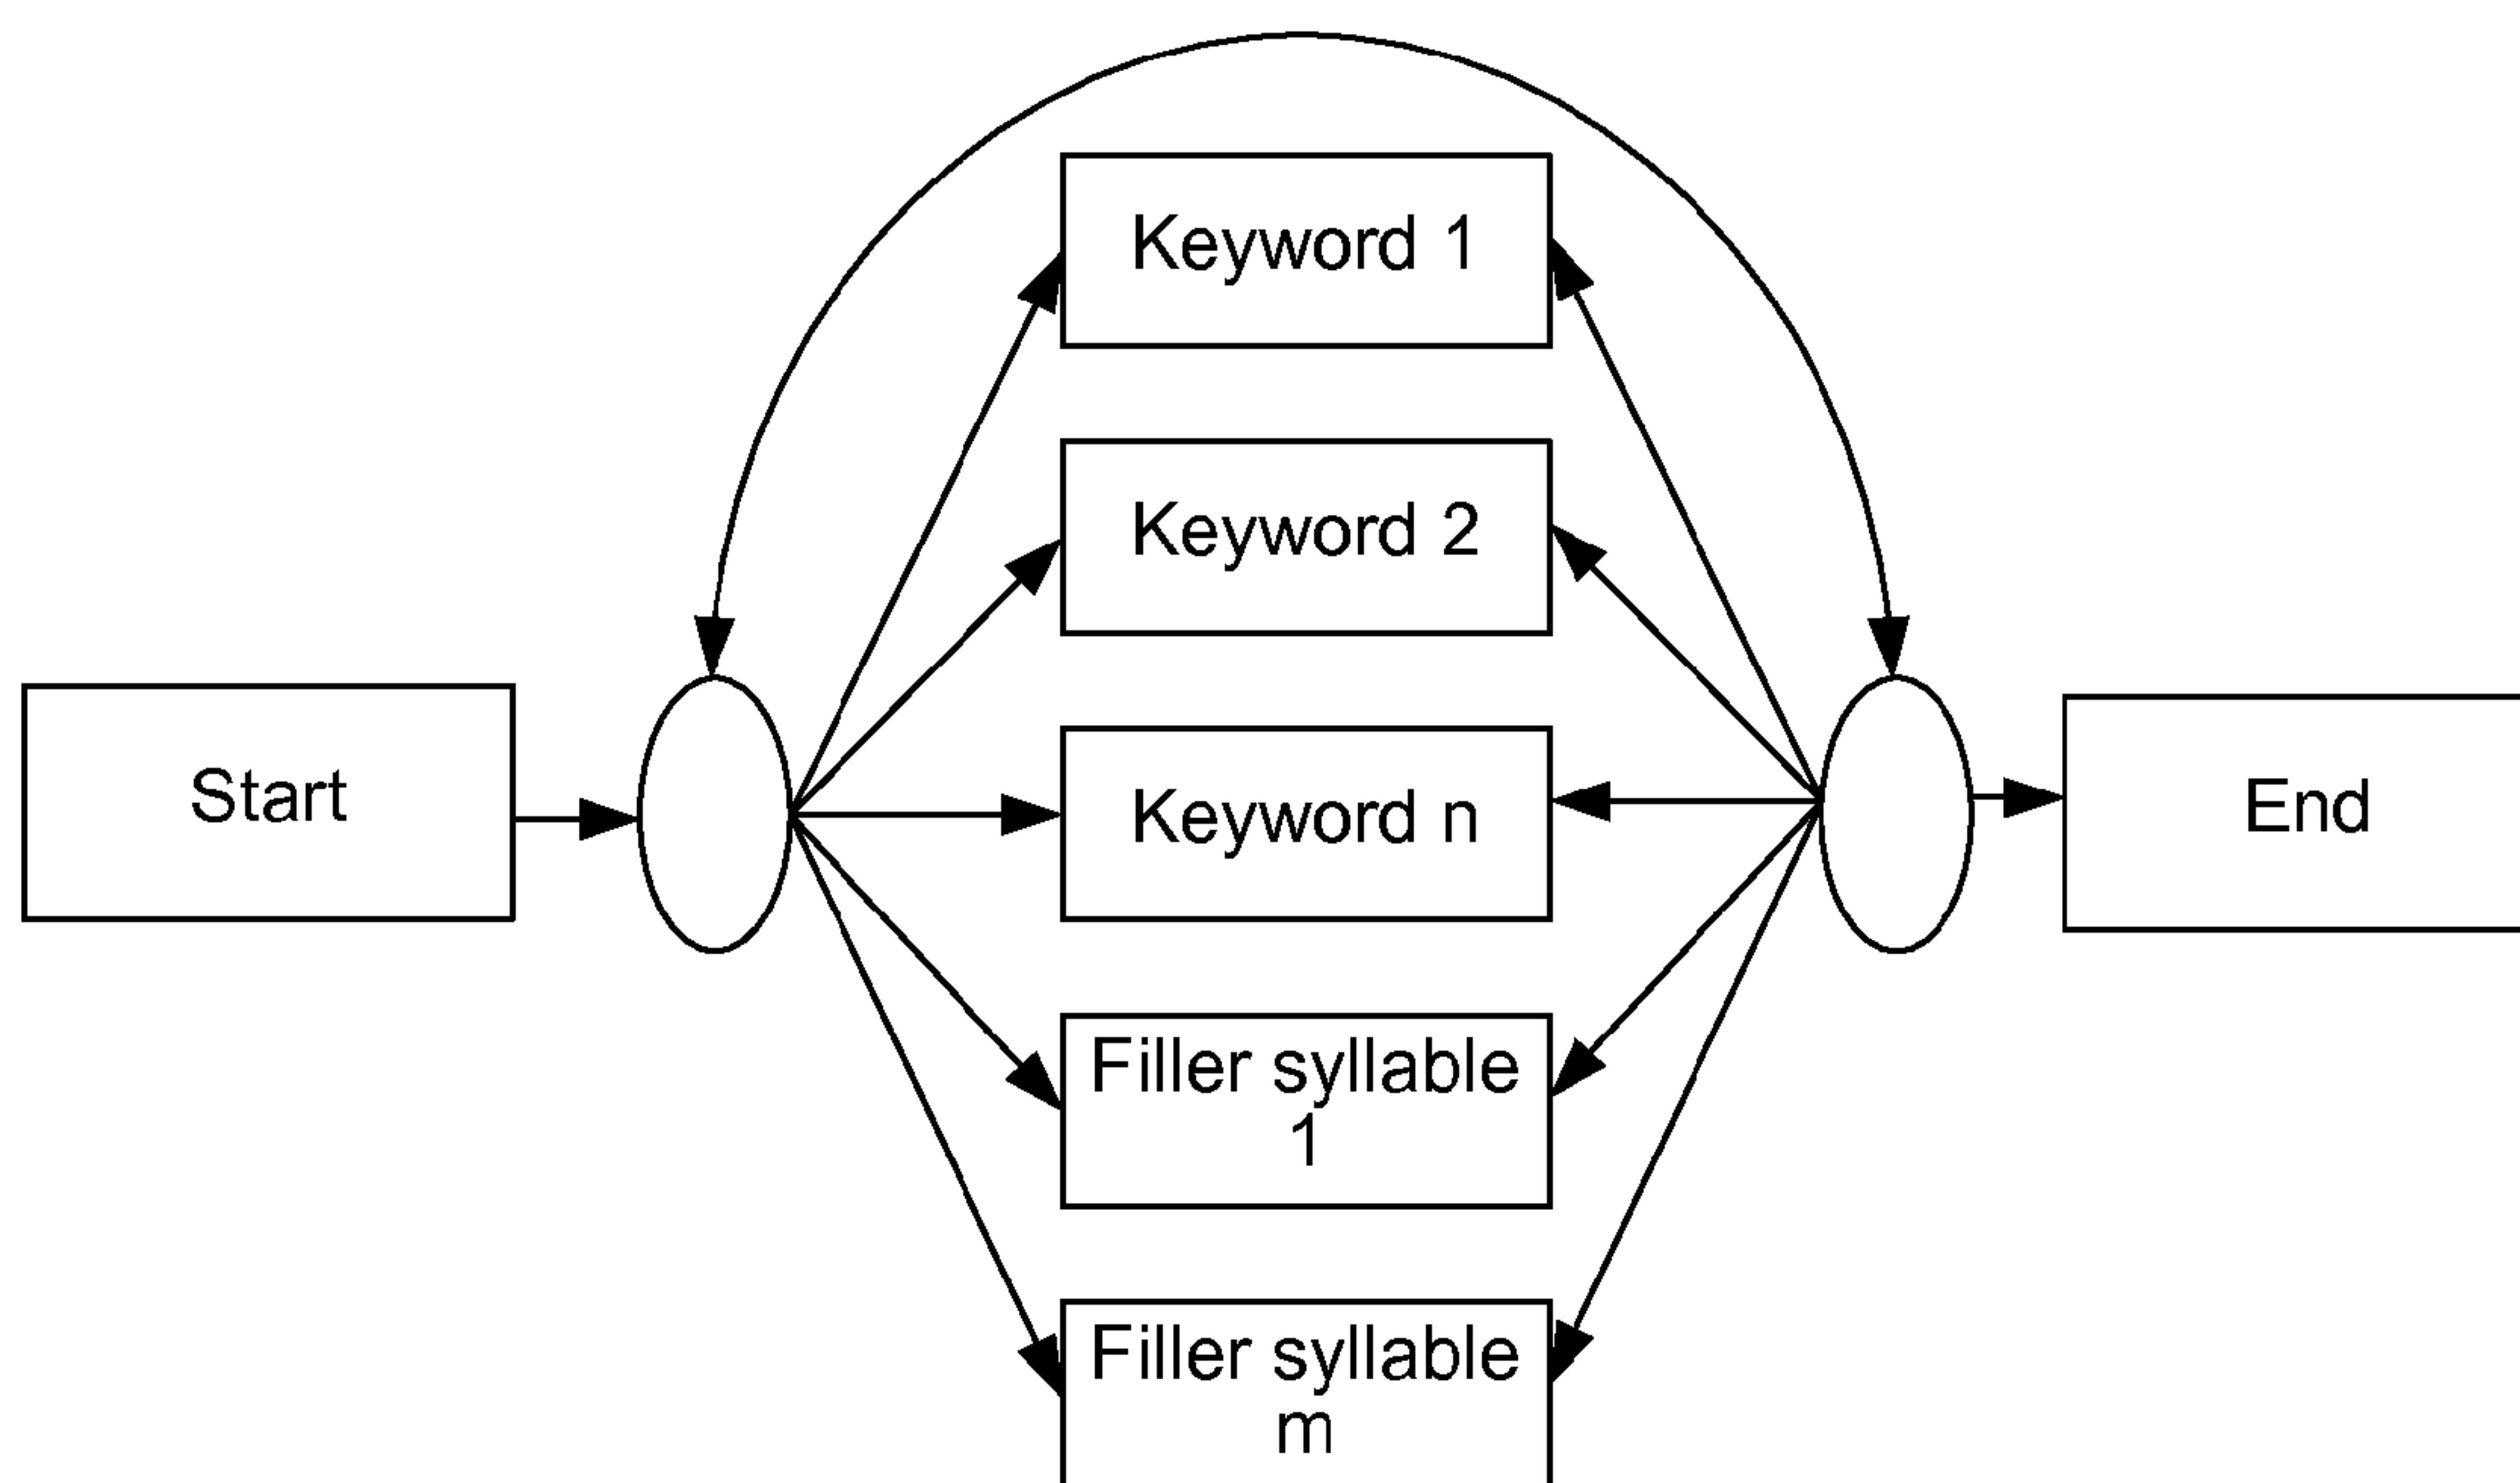 Keyword 1
Keyword 2
Start
Keyword n
End
Filler syllable
1
Filler syllable
m